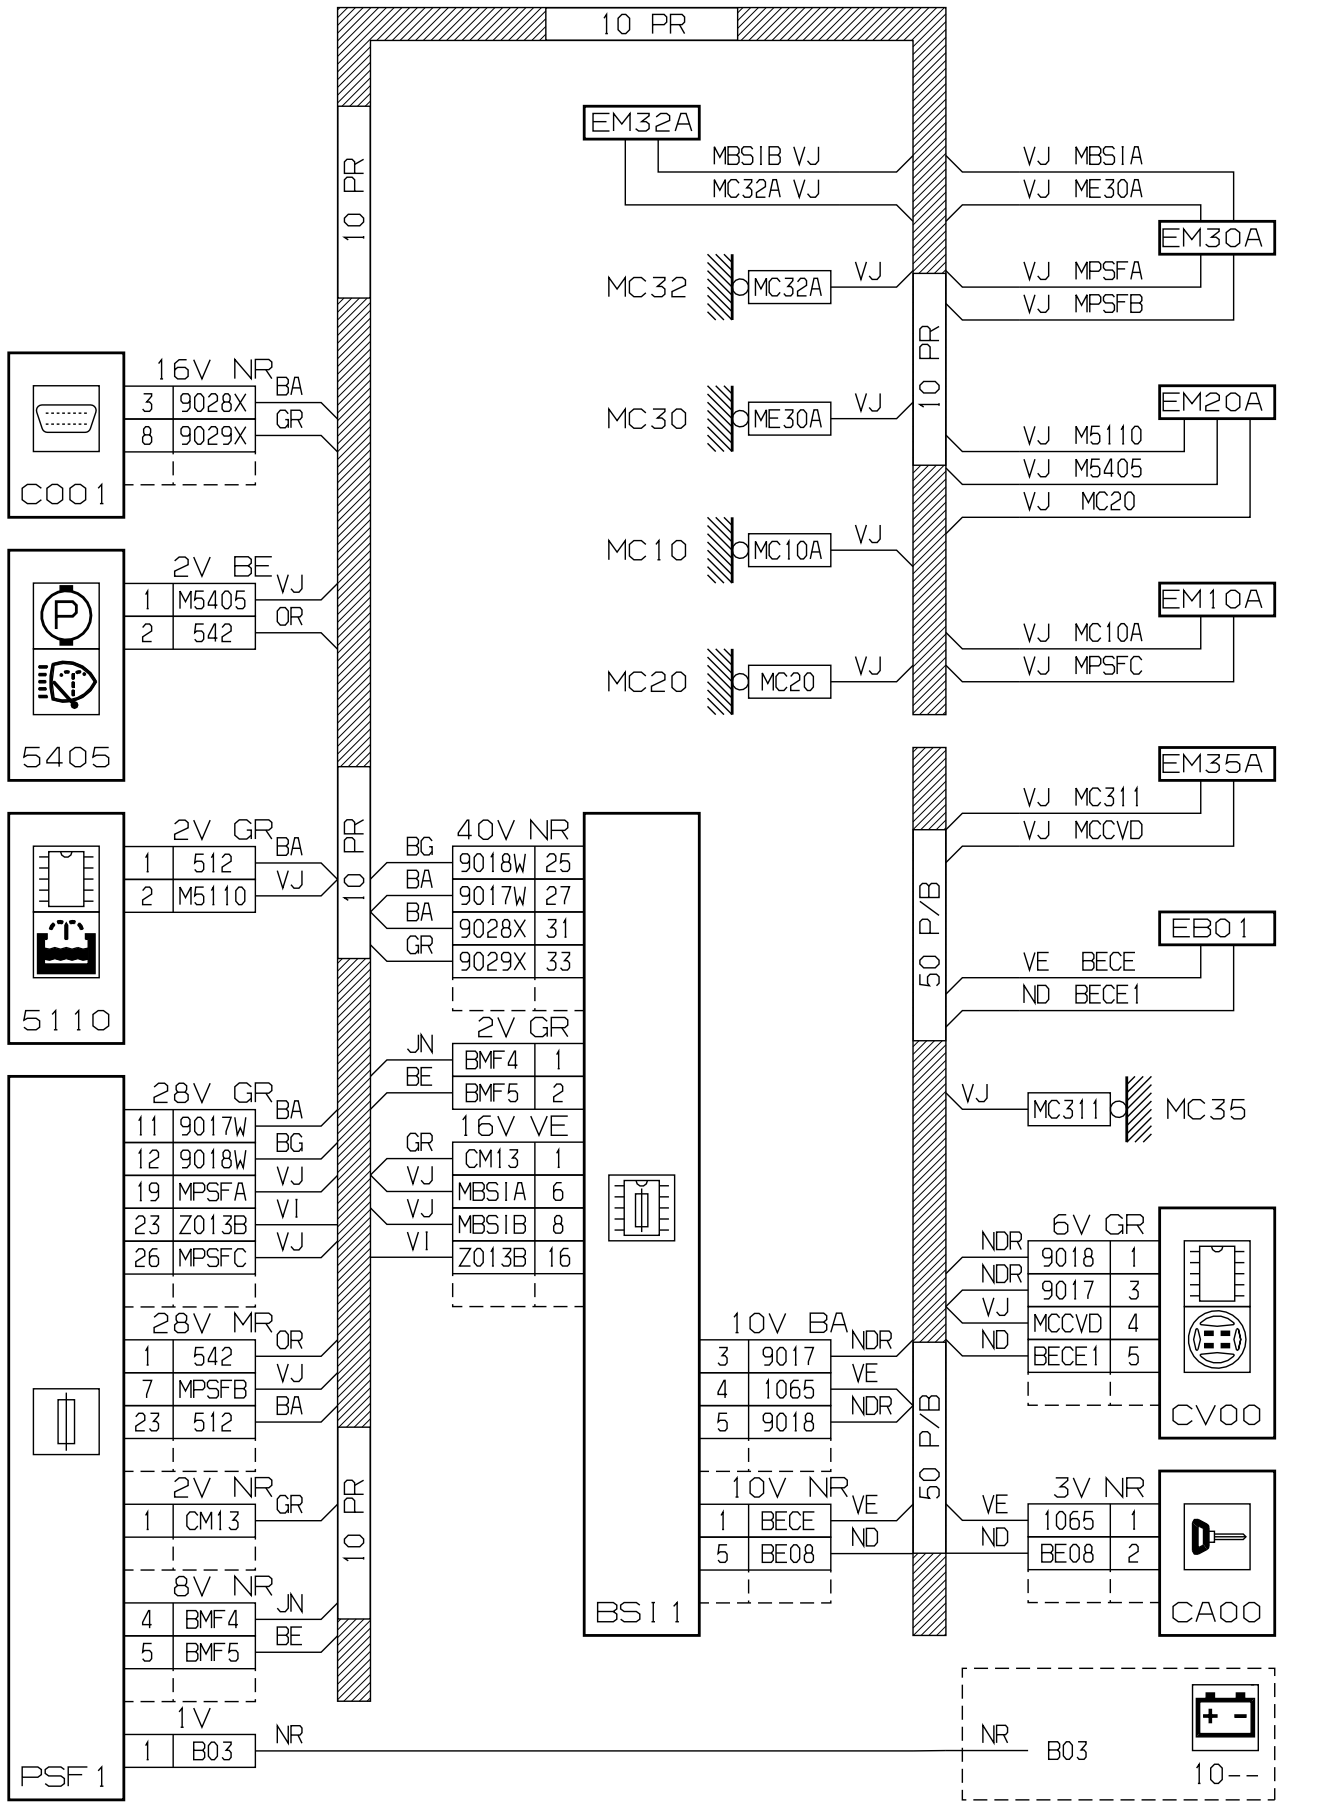 10 PR
10 PR
EM32A
MBSIB VJ
MC32A VJ
VJ MBSIA
VJ ME30A
EM30A
VJ MPSFA
VJ MPSFB
MC32
MC32A
VJ
10 PR
MC30
ME30A
VJ
EM20A
VJ M5110
VJ M5405
VJ MC20
MC10
MC10A
VJ
EM10A
VJ MC10A
VJ MPSFC
MC20
MC20
VJ
16V NR
3 9028X BA
8 9029X GR
C001
2V BE
1 M5405 VJ
2 542 OR
5405
10 PR
2V GR
1 512 BA
2 M5110 VJ
5110
28V GR
11 9017W BA
12 9018W BG
19 MPSFA VJ
23 Z013B VI
26 MPSFC VJ
28V MR
1 542 OR
7 MPSFB VJ
23 512 BA
2V NR
1 CM13 GR
10 PR
8V NR
4 BMF4 JN
5 BMF5 BE
1V
1 B03 NR
PSF1
40V NR
BG 9018W 25
BA 9017W 27
BA 9028X 31
GR 9029X 33
2V GR
JN BMF4 1
BE BMF5 2
16V VE
GR CM13 1
VJ MBSIA 6
VJ MBSIB 8
VI Z013B 16
10V BA
3 9017 NDR
4 1065 VE
5 9018 NDR
10V NR
1 BECE VE
5 BE08 ND
BSI1
EM35A
VJ MC311
VJ MCCVD
50 P/B
EB01
VE BECE
ND BECE1
VJ
MC311
MC35
6V GR
NDR 9018 1
NDR 9017 3
VJ MCCVD 4
ND BECE1 5
CV00
50 P/B
3V NR
VE 1065 1
ND BE08 2
CA00
NR B03
10--